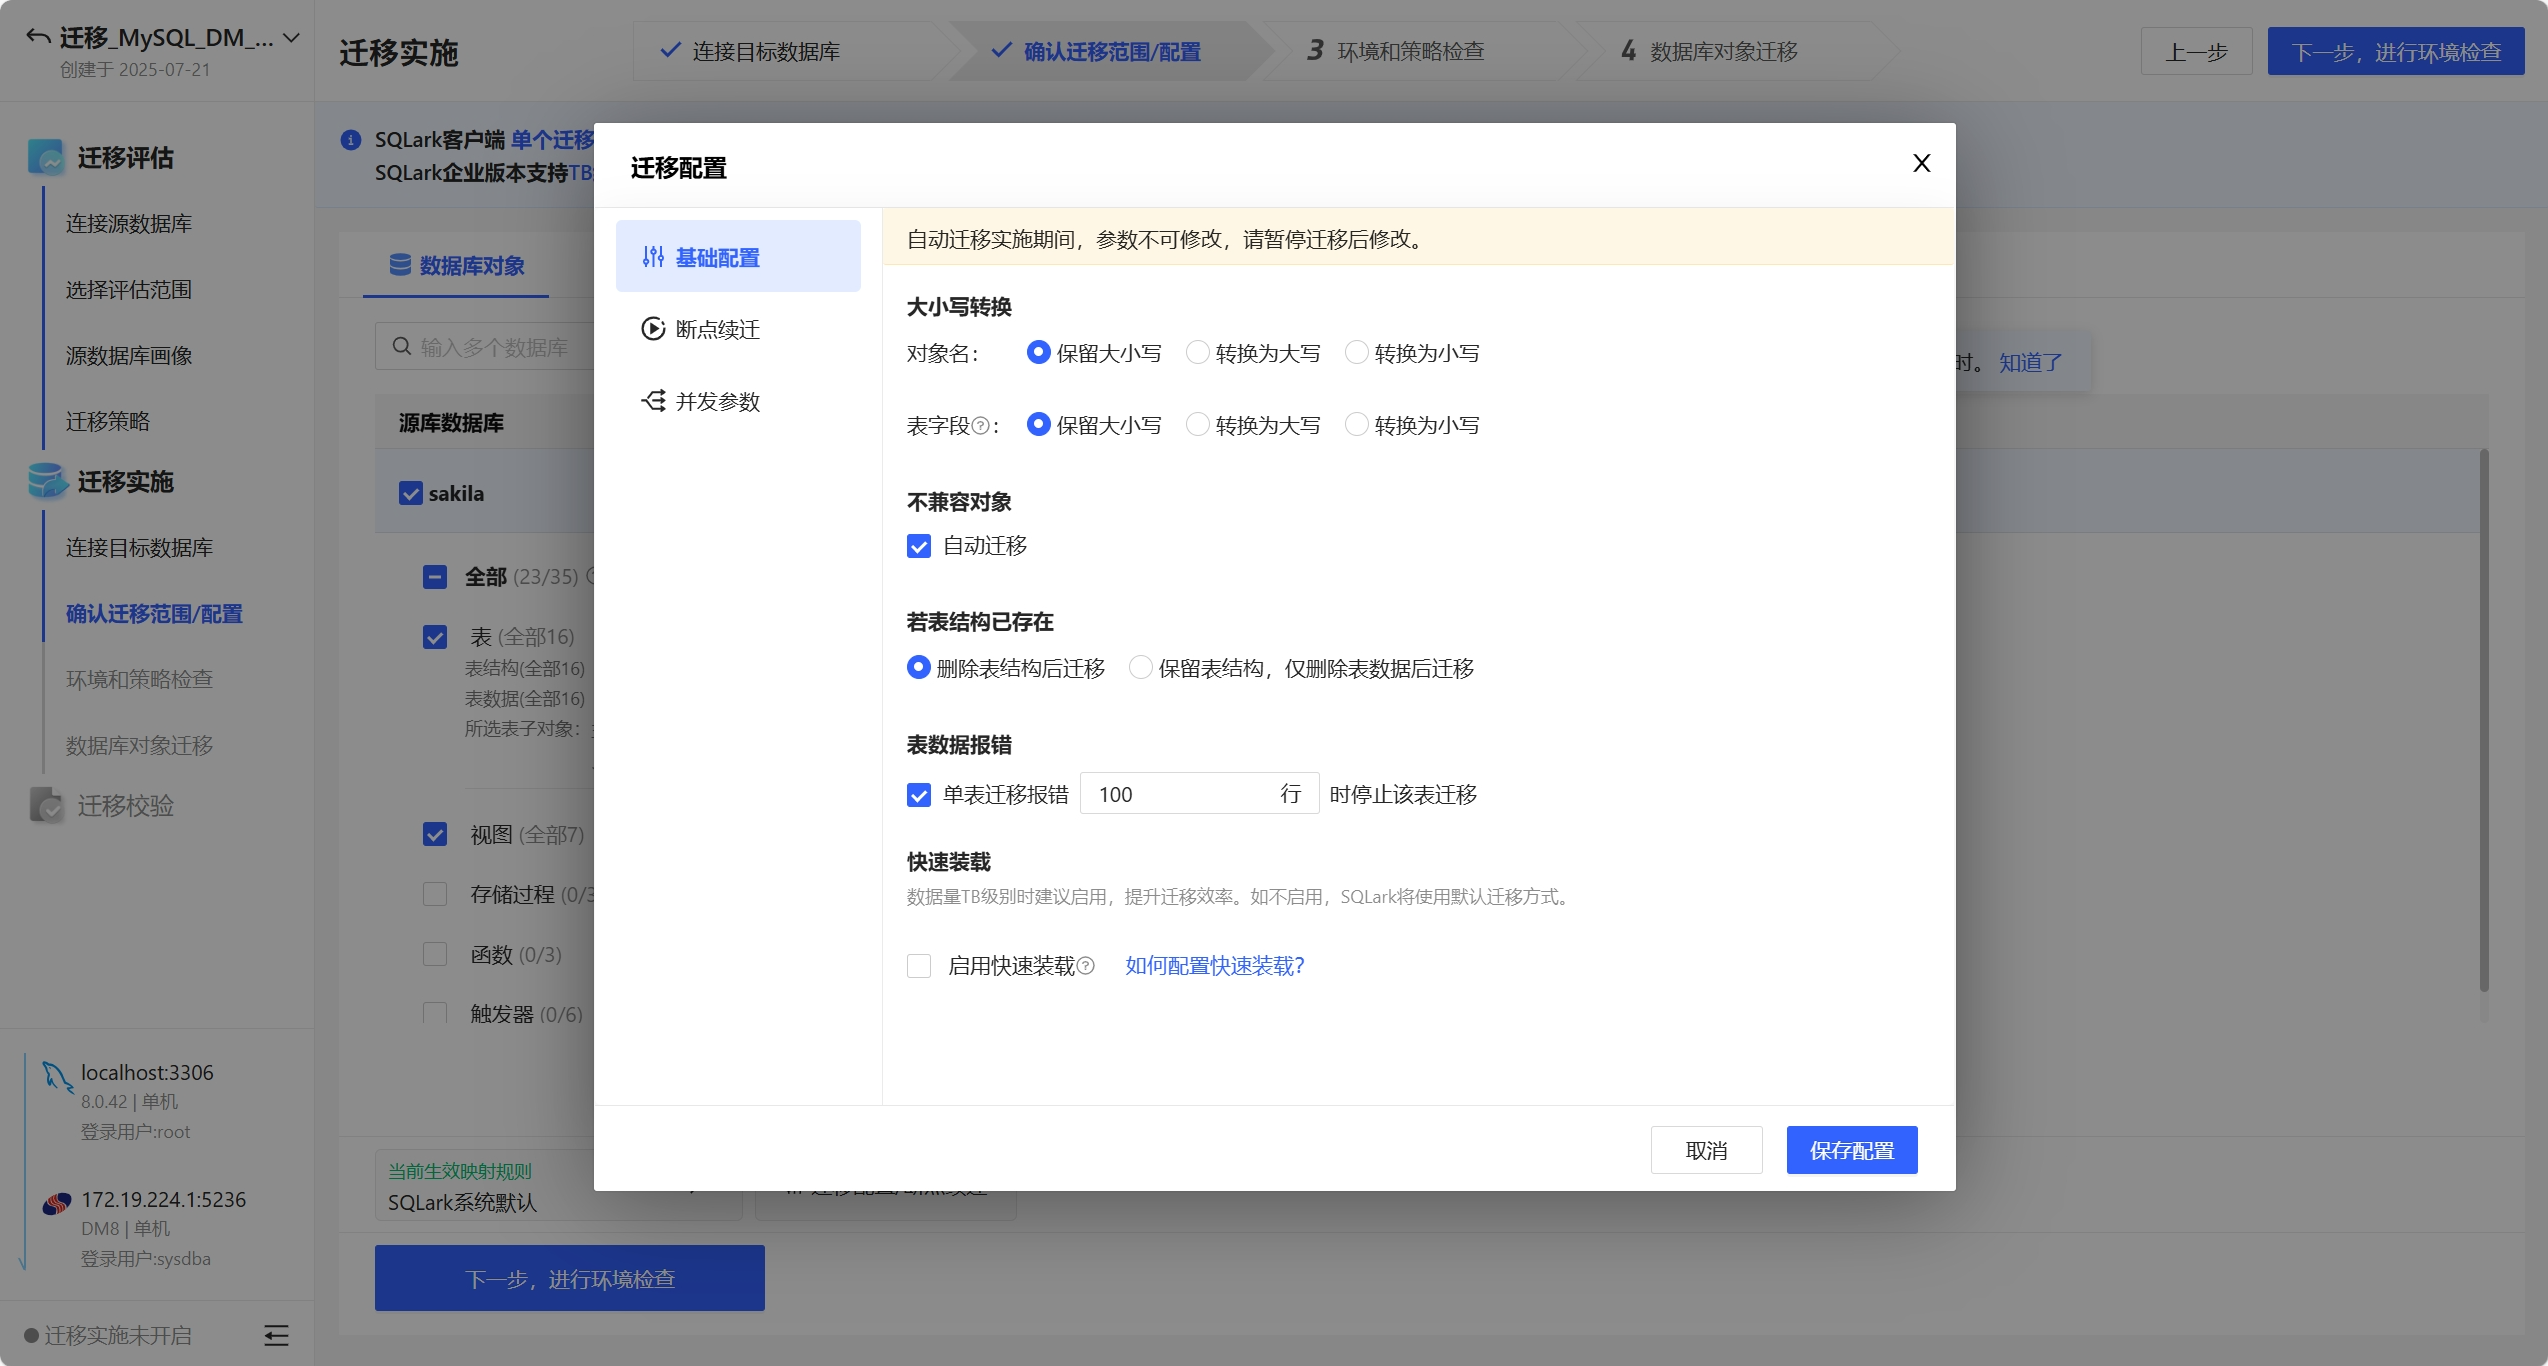 迁移_MySQL_DM_...
创建于 2025-07-21
迁移实施
连接目标数据库
确认迁移范围/配置
3 环境和策略检查
4 数据库对象迁移
上一步
下一步，进行环境检查
迁移评估
连接源数据库
选择评估范围
源数据库画像
迁移策略
迁移实施
连接目标数据库
确认迁移范围/配置
环境和策略检查
数据库对象迁移
迁移校验
localhost:3306
8.0.42 | 单机
登录用户:root
172.19.224.1:5236
DM8 | 单机
登录用户:sysdba
迁移实施未开启
SQLark客户端 单个迁移
SQLark企业版本支持TB
数据库对象
输入多个数据库
时。 知道了
源库数据库
sakila
全部 (23/35)
表 (全部16)
表结构(全部16)
表数据(全部16)
所选表子对象：
视图 (全部7)
存储过程 (0/3
函数 (0/3)
触发器 (0/6)
当前生效映射规则
SQLark系统默认
下一步，进行环境检查
迁移配置
X
基础配置
断点续迁
并发参数
自动迁移实施期间，参数不可修改，请暂停迁移后修改。
大小写转换
对象名： 保留大小写 转换为大写 转换为小写
表字段?： 保留大小写 转换为大写 转换为小写
不兼容对象
自动迁移
若表结构已存在
删除表结构后迁移 保留表结构，仅删除表数据后迁移
表数据报错
单表迁移报错 100 行 时停止该表迁移
快速装载
数据量TB级别时建议启用，提升迁移效率。如不启用，SQLark将使用默认迁移方式。
启用快速装载? 如何配置快速装载?
取消
保存配置